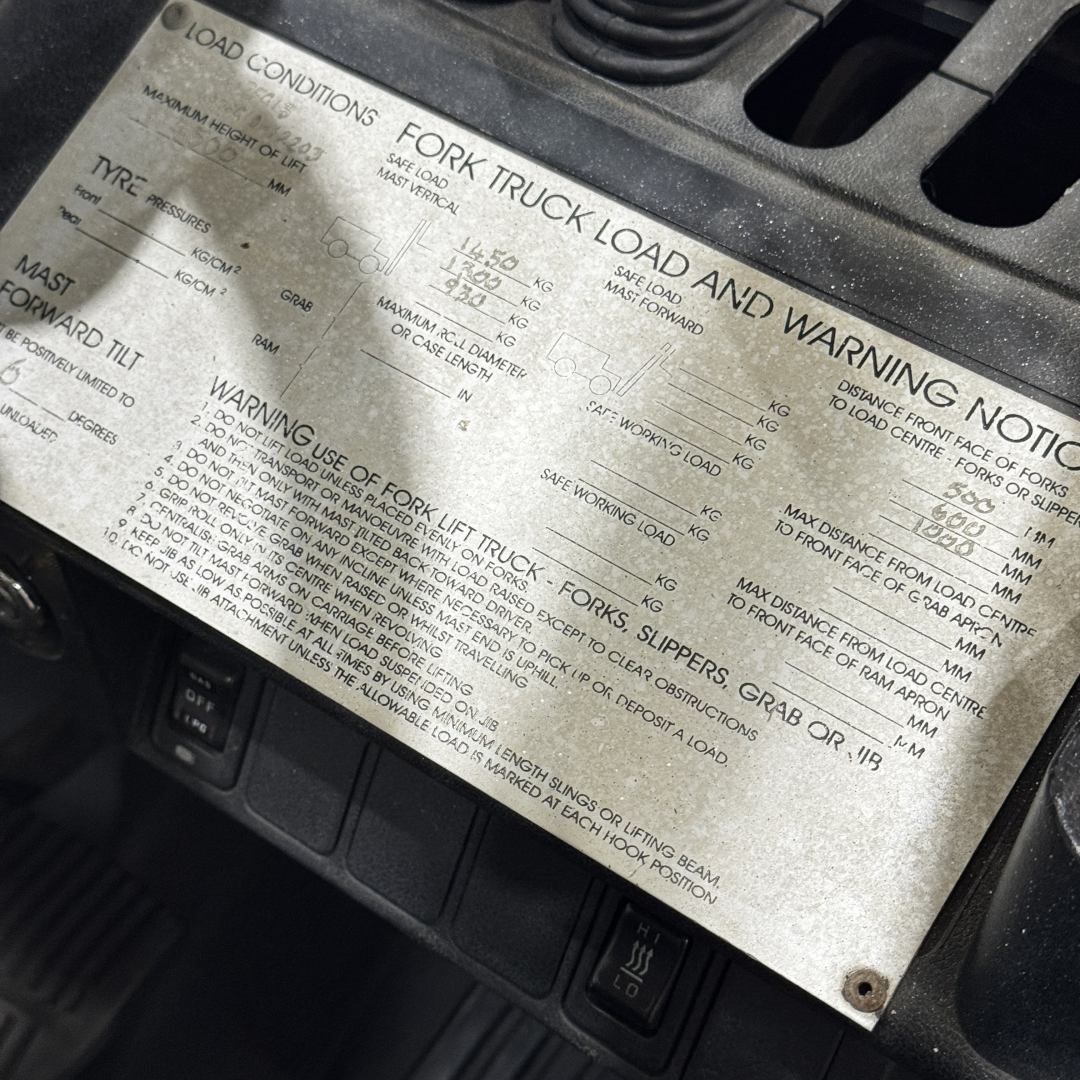 LOAD CONDITIONS
MAXIMUM HEIGHT OF LIFT
MM
TYRE PRESSURES
Front KG/CM²
Rear KG/CM²
MAST
FORWARD TILT
BE POSITIVELY LIMITED TO
6 DEGREES
UNLOADED
FORK TRUCK LOAD AND WARNING
SAFE LOAD
MAST VERTICAL
1450 KG
1300 KG
930 KG
GRAB
RAM
MAXIMUM ROLL DIAMETER
OR CASE LENGTH
IN
SAFE LOAD
MAST FORWARD
KG
KG
KG
SAFE WORKING LOAD
KG
KG
SAFE WORKING LOAD
KG
KG
DISTANCE FRONT FACE OF FORKS
TO LOAD CENTRE - FORKS OR
500 MM
600 MM
1000 MM
MAX DISTANCE FROM LOAD CENTRE
TO FRONT FACE OF GRAB APRON
MM
MM
MAX DISTANCE FROM LOAD CENTRE
TO FRONT FACE OF RAM APRON
MM
MM
WARNING USE OF FORK LIFT TRUCK - FORKS, SLIPPERS, GRAB OR JIB
1. DO NOT LIFT LOAD UNLESS PLACED EVENLY ON FORKS.
2. DO NOT TRANSPORT OR MANOEUVRE WITH LOAD RAISED EXCEPT TO CLEAR OBSTRUCTIONS
AND THEN ONLY WITH MAST TILTED BACK TOWARD DRIVER.
3. DO NOT TILT MAST FORWARD EXCEPT WHERE NECESSARY TO PICK UP OR DEPOSIT A LOAD.
4. DO NOT NEGOTIATE ON ANY INCLINE UNLESS MAST END IS UPHILL.
5. DO NOT REVOLVE GRAB WHEN RAISED OR WHILST TRAVELLING
6. GRIP ROLL ONLY IN ITS CENTRE WHEN REVOLVING
7. CENTRALISE GRAB ARMS ON CARRIAGE BEFORE LIFTING
8. DO NOT TILT MAST FORWARD WHEN LOAD SUSPENDED ON JIB
9. KEEP JIB AS LOW AS POSSIBLE AT ALL TIMES BY USING MINIMUM LENGTH SLINGS OR LIFTING BEAM.
10. DO NOT USE JIB ATTACHMENT UNLESS THE ALLOWABLE LOAD IS MARKED AT EACH HOOK POSITION
GAS
OFF
LPG
HI
LO